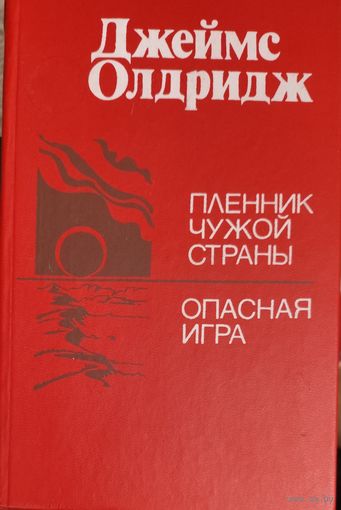 Джеймс
Олдридж
ПЛЕННИК
ЧУЖОЙ
СТРАНЫ
ОПАСНАЯ
ИГРА